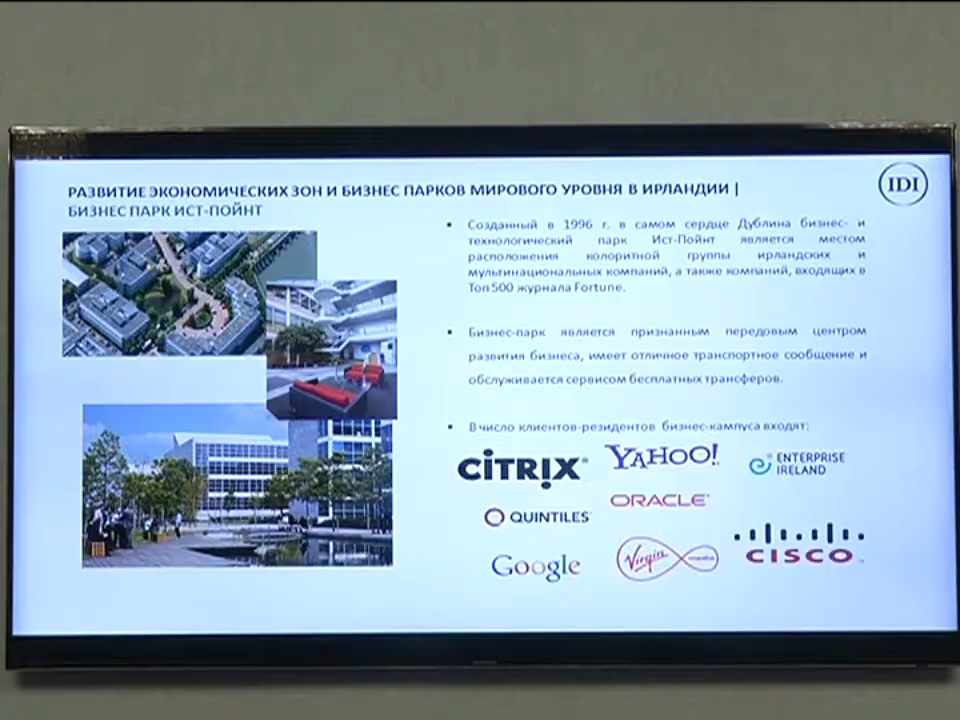 РАЗВИТИЕ ЭКОНОМИЧЕСКИХ ЗОН И БИЗНЕС ПАРКОВ МИРОВОГО УРОВНЯ В ИРЛАНДИИ |
БИЗНЕС ПАРК ИСТ-ПОЙНТ
IDI
Созданный в 1996 г. в самом сердце Дублина бизнес- и
технологический парк Ист-Пойнт является местом
расположения колоритной группы ирландских и
мультинациональных компаний, а также компаний, входящих в
Топ 500 журнала Fortune.
Бизнес-парк является признанным передовым центром
развития бизнеса, имеет отличное транспортное сообщение и
обслуживается сервисом бесплатных трансферов.
В число клиентов-резидентов бизнес-кампуса входят:
CİTRIX®
YAHOO!
ENTERPRISE
IRELAND
QUINTILES
ORACLE
Google
Virgin
CISCO